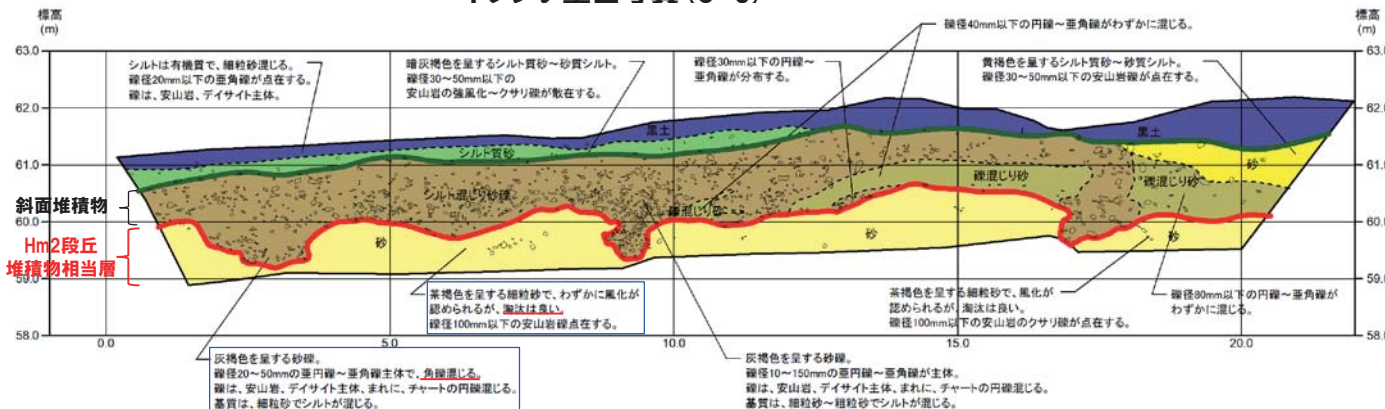 標高
(m)
標高
(m)
63.0
62.0
61.0
60.0
59.0
58.0
63.0
62.0
61.0
60.0
59.0
58.0
シルトは有機質で、細粒砂混じる。
礫径20mm以下の亜角礫が点在する。
礫は、安山岩、デイサイト主体。
暗灰褐色を呈するシルト質砂～砂質シルト。
礫径30～50mm以下の
安山岩の強風化～クサリ礫が散在する。
礫径30mm以下の円礫～
亜角礫が分布する。
礫径40mm以下の円礫～亜角礫がわずかに混じる。
黄褐色を呈するシルト質砂～砂質シルト。
礫径30～50mm以下の安山岩礫が点在する。
黒土
黒土
シルト質砂
砂
シルト混じり砂礫
礫混じり砂
礫混じり砂
礫混じり砂
砂
砂
砂
斜面堆積物
Hm2段丘
堆積物相当層
茶褐色を呈する細粒砂で、わずかに風化が
認められるが、淘汰は良い。
礫径100mm以下の安山岩礫点在する。
茶褐色を呈する細粒砂で、風化が
認められるが、淘汰は良い。
礫径100mm以下の安山岩のクサリ礫が点在する。
礫径80mm以下の円礫～亜角礫が
わずかに混じる。
0.0
5.0
10.0
15.0
20.0
灰褐色を呈する砂礫。
礫径20～50mmの亜円礫～亜角礫主体で、角礫混じる。
礫は、安山岩、デイサイト主体、まれに、チャートの円礫混じる。
基質は、細粒砂でシルトが混じる。
灰褐色を呈する砂礫。
礫径10～150mmの亜円礫～亜角礫が主体。
礫は、安山岩、デイサイト主体、まれに、チャートの円礫混じる。
基質は、細粒砂～粗粒砂でシルトが混じる。